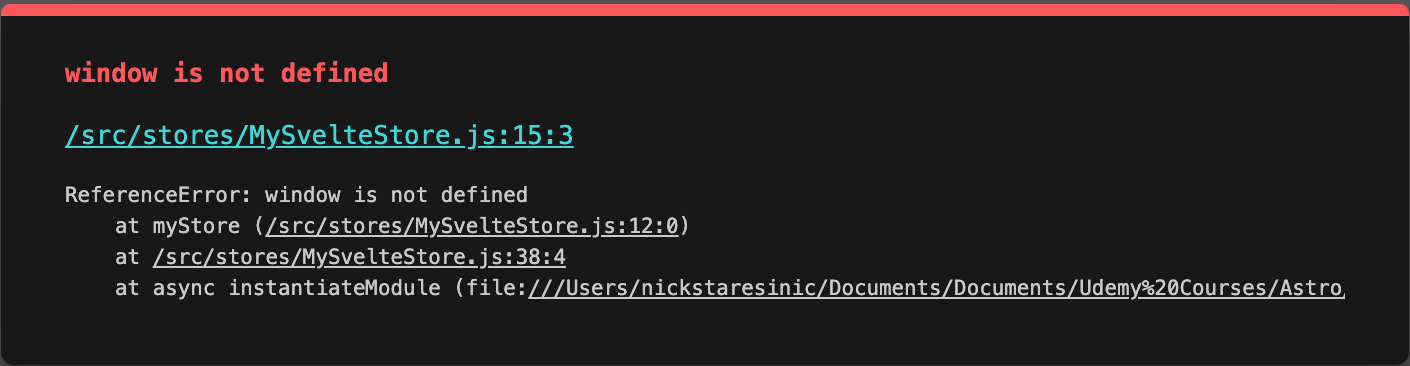 window is not defined
/src/stores/MySvelteStore.js:15:3
ReferenceError: window is not defined
at myStore (/src/stores/MySvelteStore.js:12:0)
at /src/stores/MySvelteStore.js:38:4
at async instantiateModule (file:///Users/nickstaresinic/Documents/Documents/Udemy%20Courses/Astro/